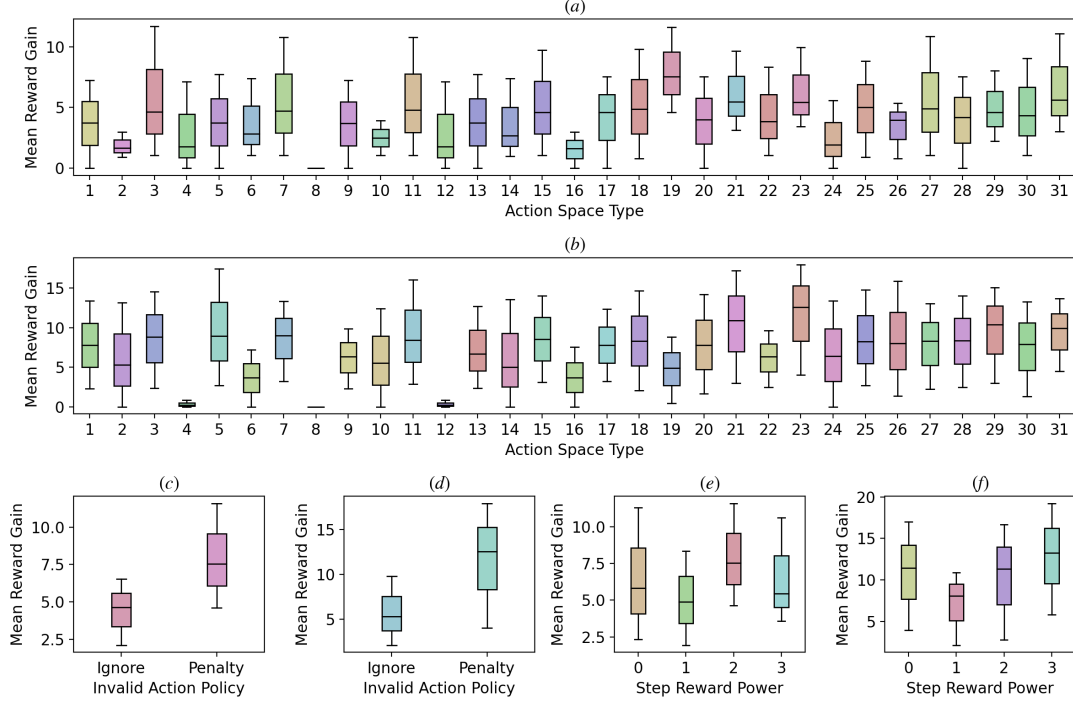 (a)
Mean Reward Gain
10
5
0
1 2 3 4 5 6 7 8 9 10 11 12 13 14 15 16 17 18 19 20 21 22 23 24 25 26 27 28 29 30 31
Action Space Type
(b)
Mean Reward Gain
15
10
5
0
1 2 3 4 5 6 7 8 9 10 11 12 13 14 15 16 17 18 19 20 21 22 23 24 25 26 27 28 29 30 31
Action Space Type
(c)
Mean Reward Gain
10.0
7.5
5.0
2.5
Ignore Penalty
Invalid Action Policy
(d)
Mean Reward Gain
15
10
5
Ignore Penalty
Invalid Action Policy
(e)
Mean Reward Gain
10.0
7.5
5.0
2.5
0 1 2 3
Step Reward Power
(f)
Mean Reward Gain
20
15
10
5
0 1 2 3
Step Reward Power